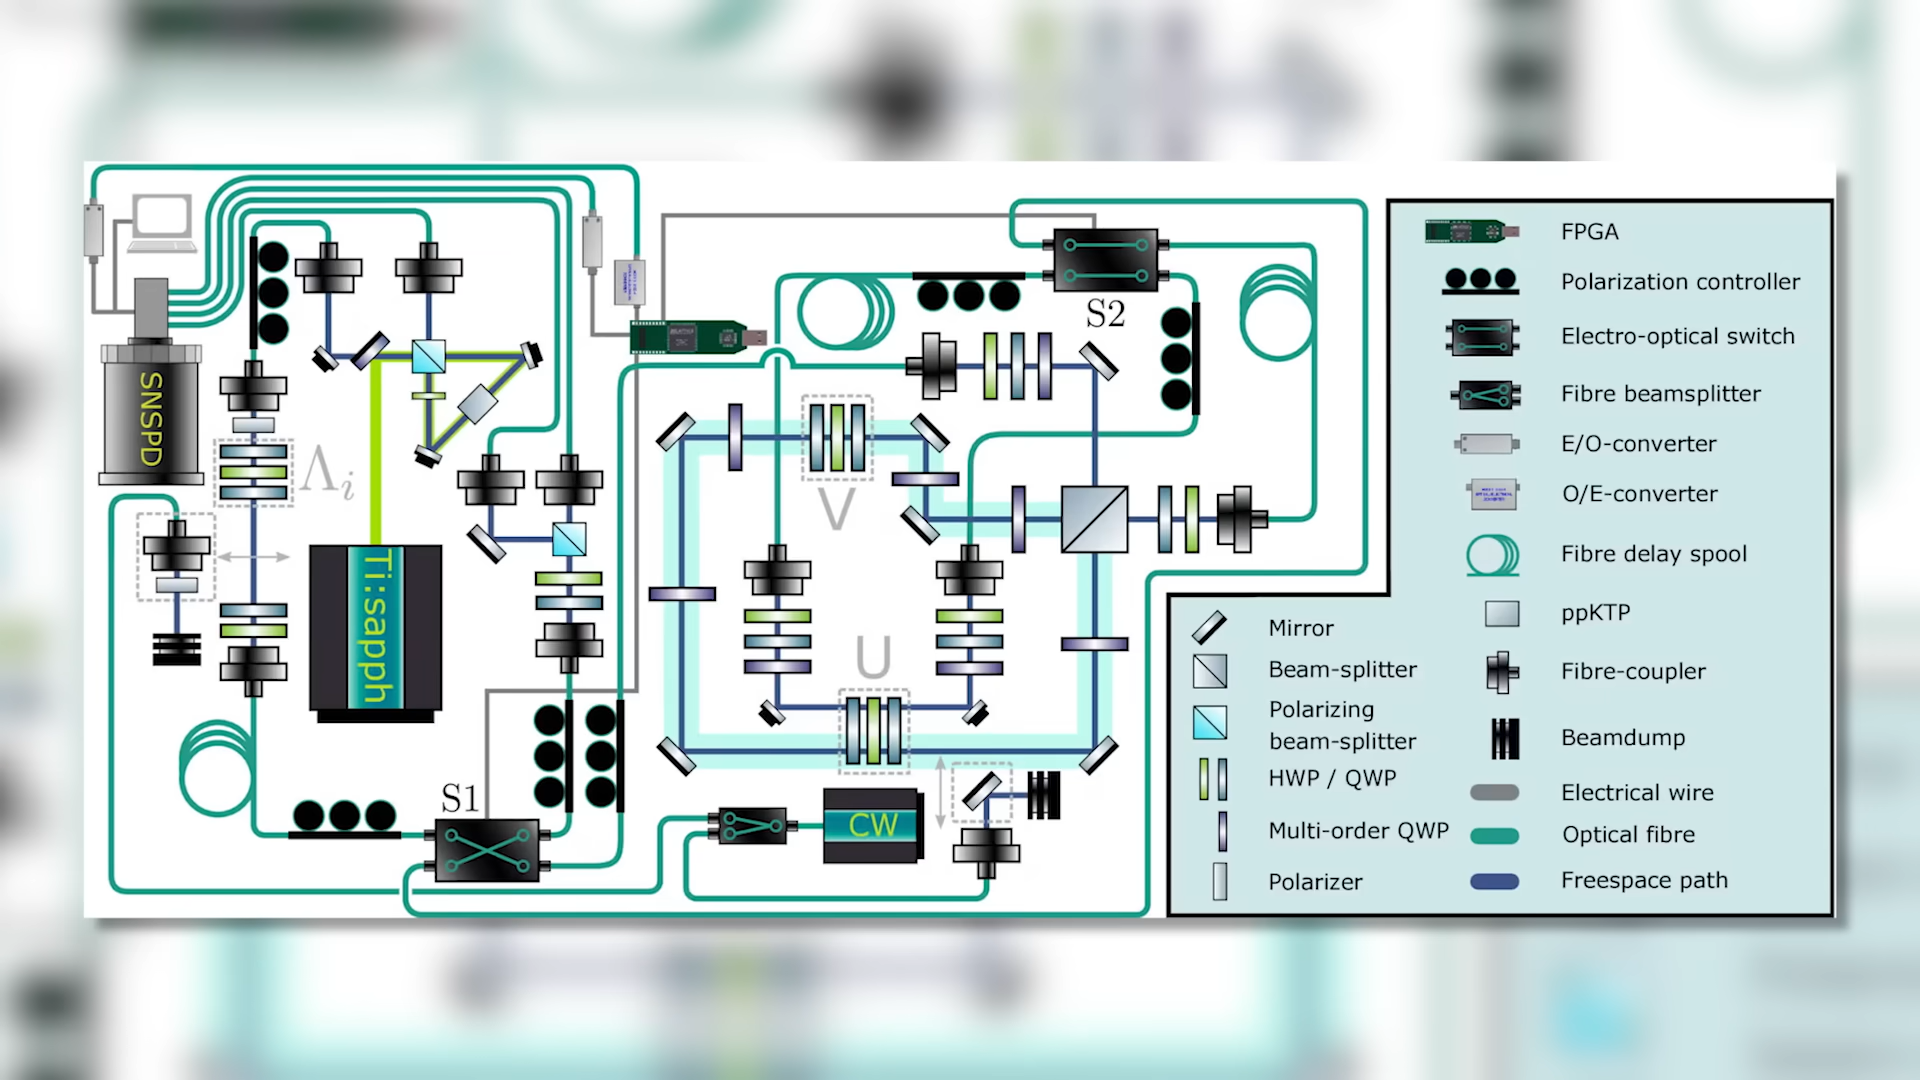 SNSPD
Λi
Ti:sapph
S1
S2
V
U
CW
FPGA
Polarization controller
Electro-optical switch
Fibre beamsplitter
E/O-converter
O/E-converter
Fibre delay spool
ppKTP
Fibre-coupler
Beamdump
Electrical wire
Optical fibre
Freespace path
Mirror
Beam-splitter
Polarizing
beam-splitter
HWP / QWP
Multi-order QWP
Polarizer